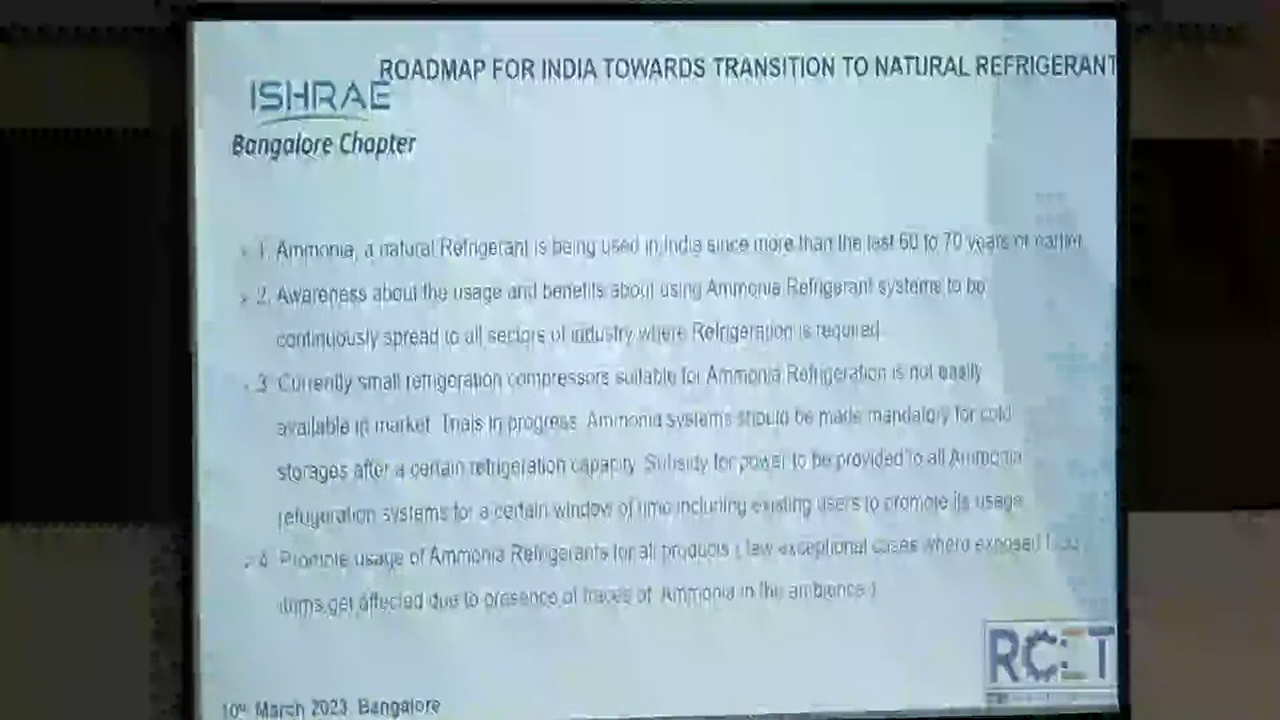 ROADMAP FOR INDIA TOWARDS TRANSITION TO NATURAL REFRIGERANT
ISHRAE
Bangalore Chapter
1. Ammonia, a natural Refrigerant is being used in India since more than the last 60 to 70 years or earlier.
2. Awareness about the usage and benefits about using Ammonia Refrigerant systems to be
continuously spread to all sectors of industry where Refrigeration is required.
3. Currently small refrigeration compressors suitable for Ammonia Refrigeration is not easily
available in market. Trials in progress. Ammonia systems should be made mandatory for cold
storages after a certain refrigeration capacity. Subsidy for power to be provided to all Ammonia
refrigeration systems for a certain window of time including existing users to promote its usage
4. Promote usage of Ammonia Refrigerants for all products ( few exceptional cases where exposed
items get affected due to presence of traces of Ammonia in the ambience )
RCET
10th March 2023, Bangalore